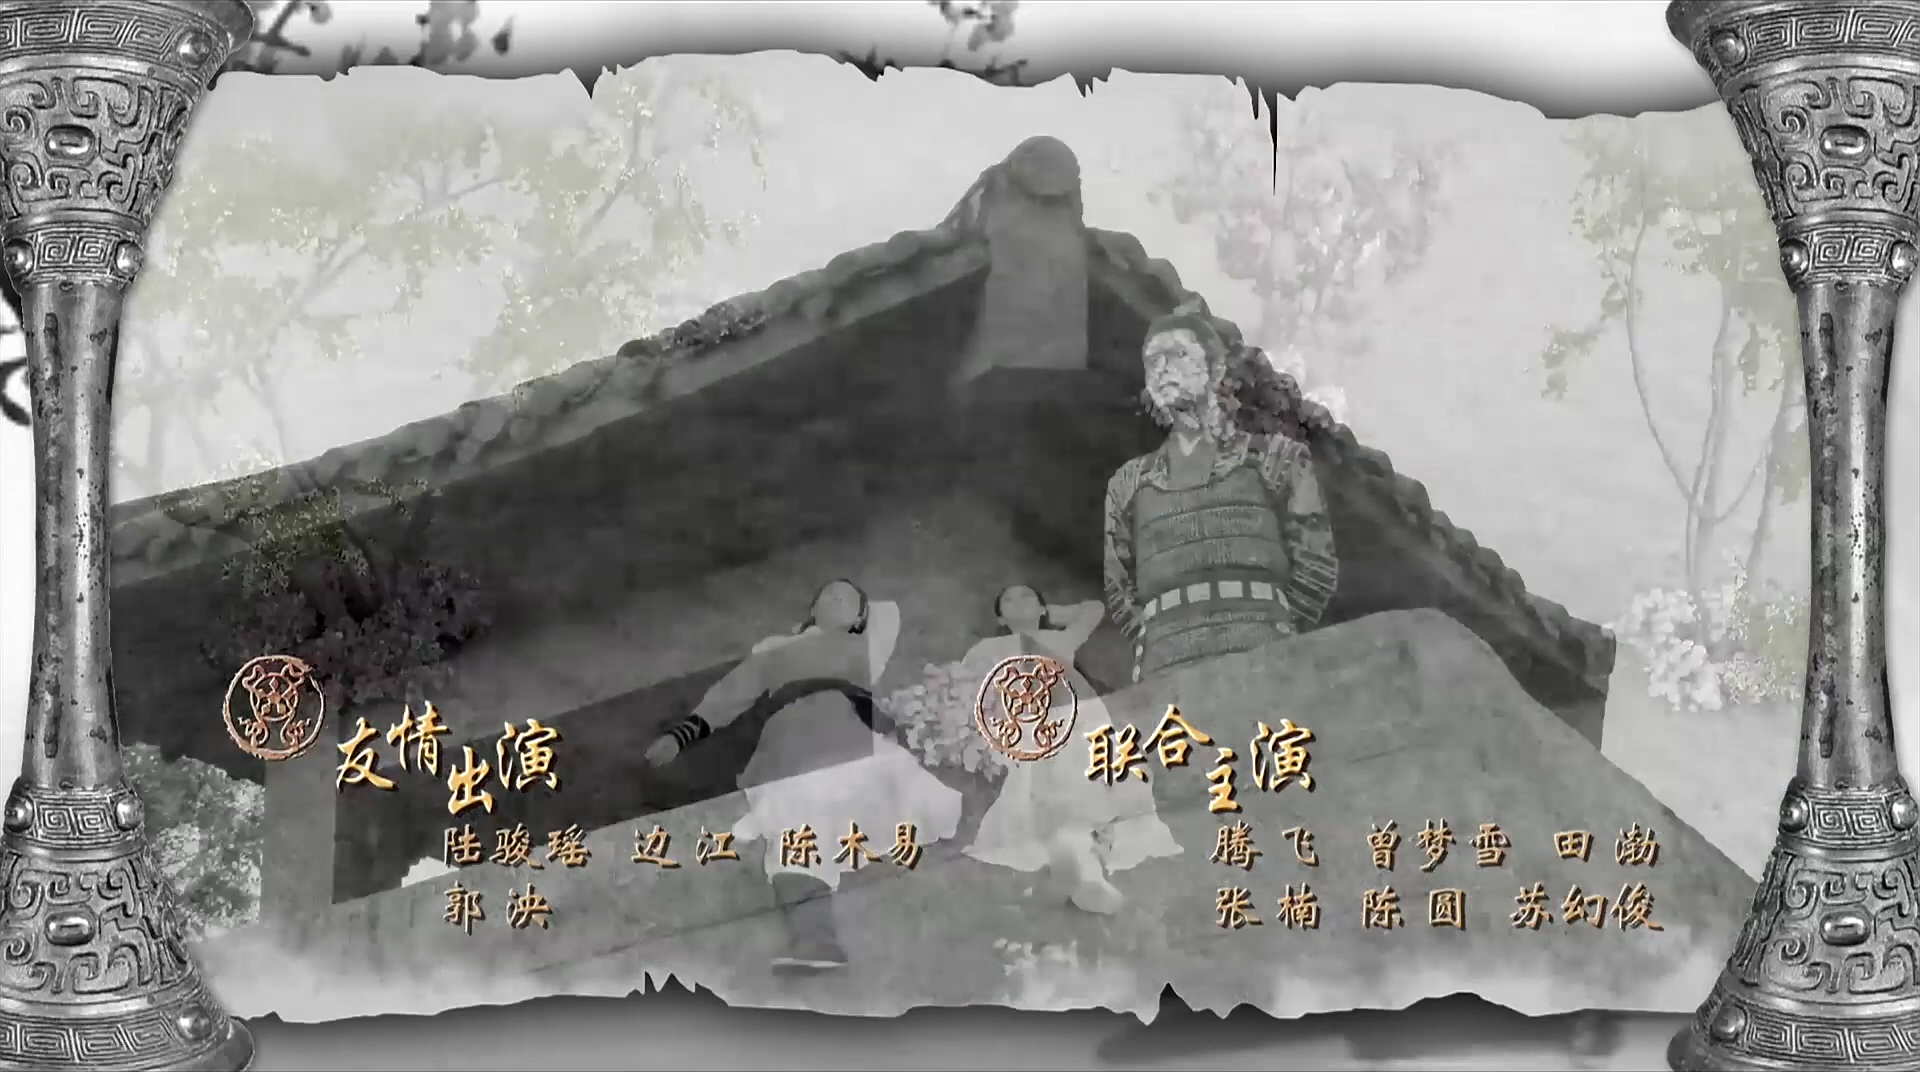 友情出演
陆骏瑶 边江 陈木易
郭泱
联合主演
腾飞 曾梦雪 田渤
张楠 陈圆 苏幻俊